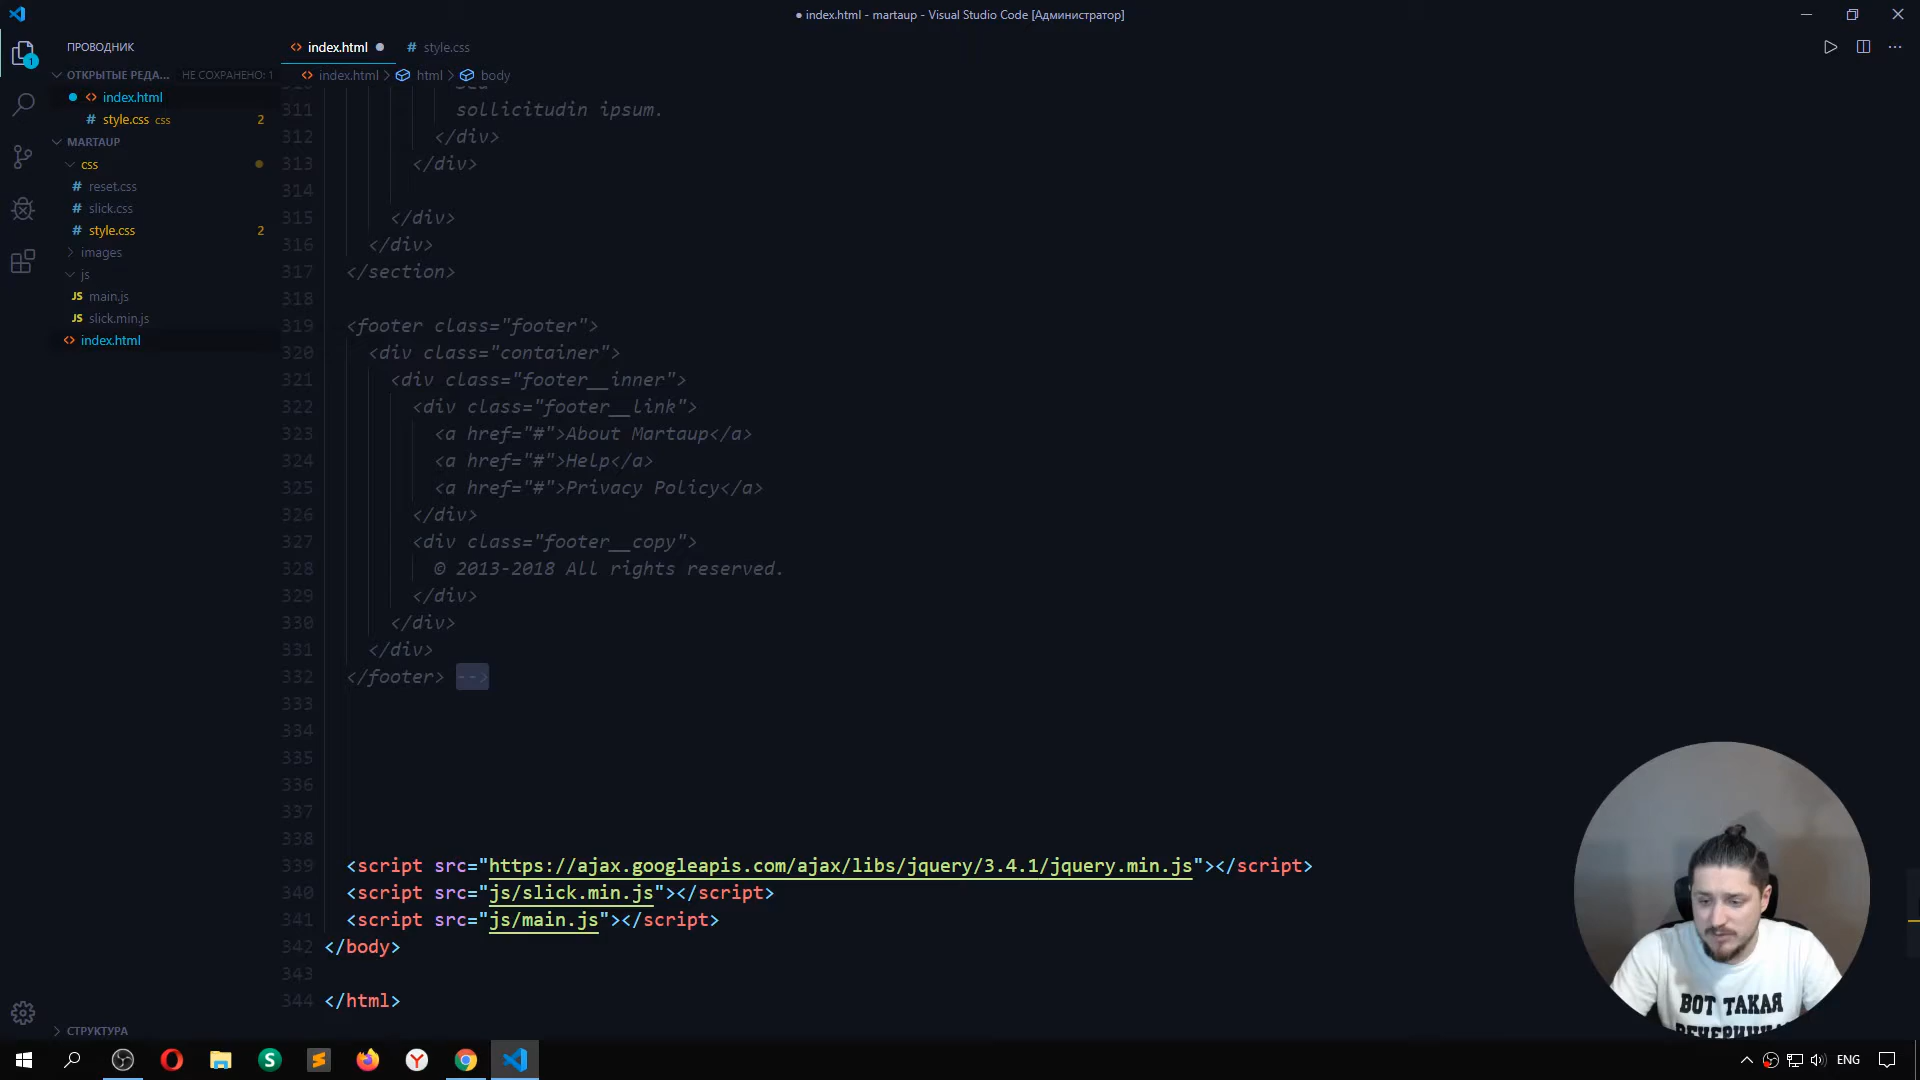 ● index.html - martaup - Visual Studio Code [Администратор]
ПРОВОДНИК
ОТКРЫТЫЕ РЕДА... НЕ СОХРАНЕНО: 1
index.html
style.css css 2
MARTAUP
css
reset.css
slick.css
style.css 2
images
js
JS main.js
JS slick.min.js
index.html
СТРУКТУРА
1
index.html ●
# style.css
index.html > html > body
311 sollicitudin ipsum.
312 </div>
313 </div>
314
315 </div>
316 </div>
317 </section>
318
319 <footer class="footer">
320 <div class="container">
321 <div class="footer__inner">
322 <div class="footer__link">
323 <a href="#">About Martaup</a>
324 <a href="#">Help</a>
325 <a href="#">Privacy Policy</a>
326 </div>
327 <div class="footer__copy">
328 © 2013-2018 All rights reserved.
329 </div>
330 </div>
331 </div>
332 </footer> -->
333
334
335
336
337
338
339 <script src="https://ajax.googleapis.com/ajax/libs/jquery/3.4.1/jquery.min.js"></script>
340 <script src="js/slick.min.js"></script>
341 <script src="js/main.js"></script>
342 </body>
343
344 </html>
ВОТ ТАКАЯ
ВЕЧЕРИНКА
ENG